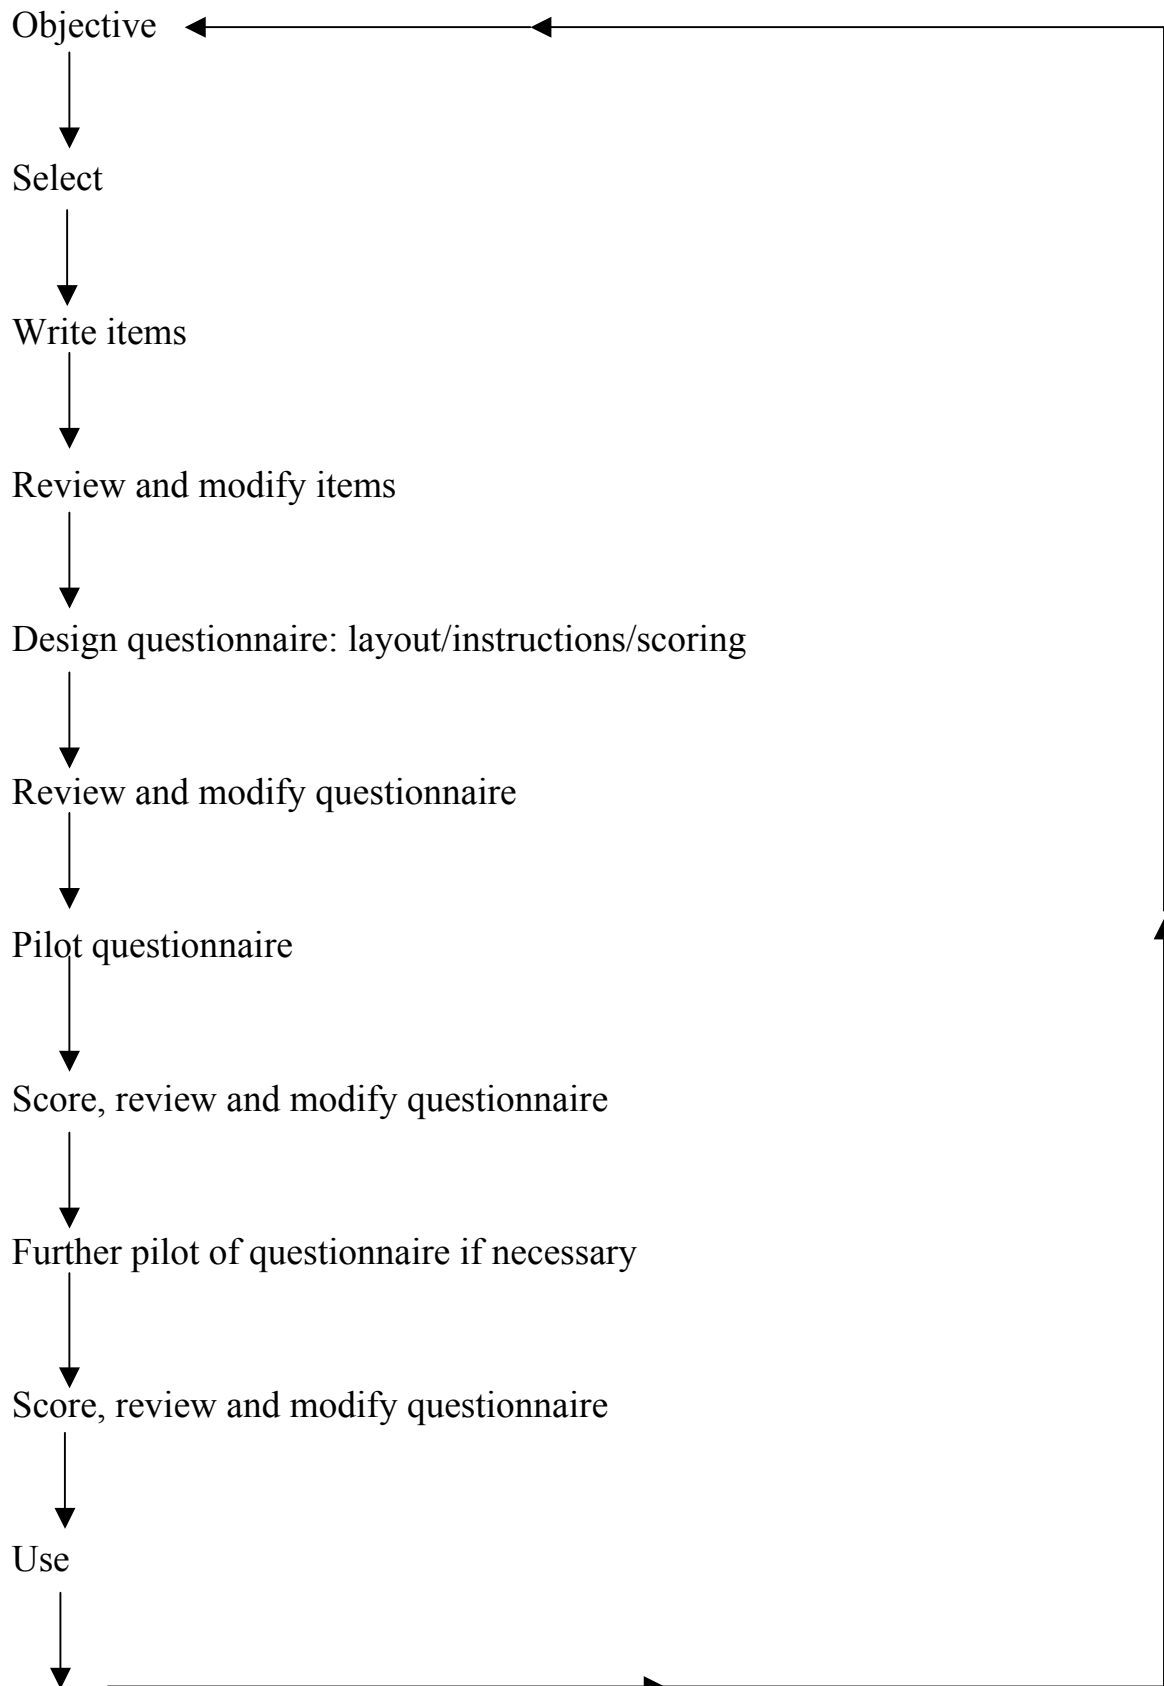 Objective
Select
Write items
Review and modify items
Design questionnaire: layout/instructions/scoring
Review and modify questionnaire
Pilot questionnaire
Score, review and modify questionnaire
Further pilot of questionnaire if necessary
Score, review and modify questionnaire
Use